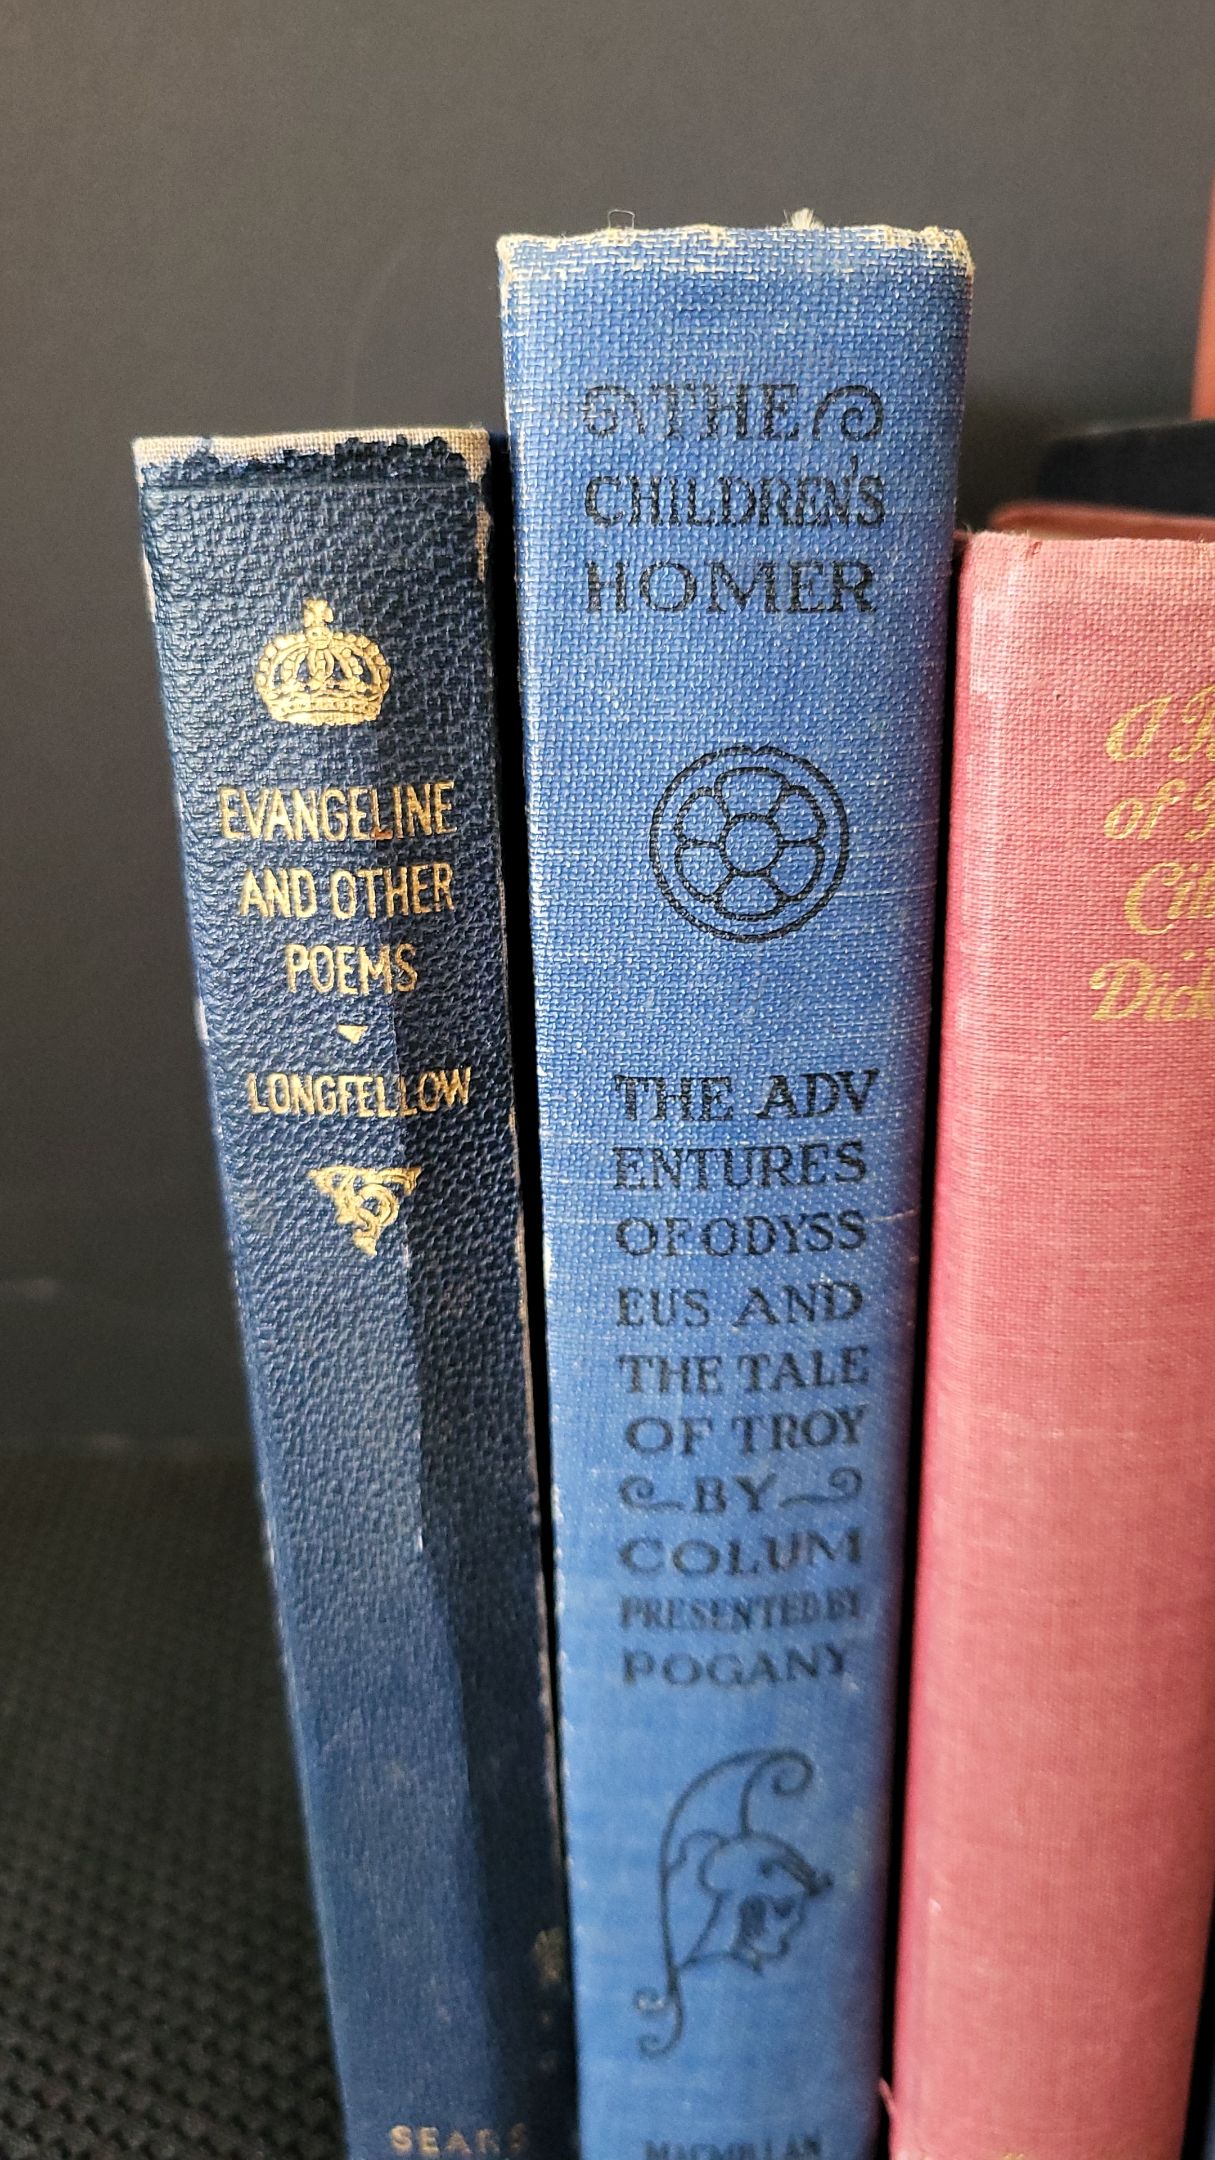 EVANGELINE
AND OTHER
POEMS
LONGFELLOW
SEARS
THE
CHILDREN'S
HOMER
THE ADV
ENTURES
OF ODYSS
EUS AND
THE TALE
OF TROY
BY
COLUM
PRESENTED BY
POGANY
MACMILLAN
A
of